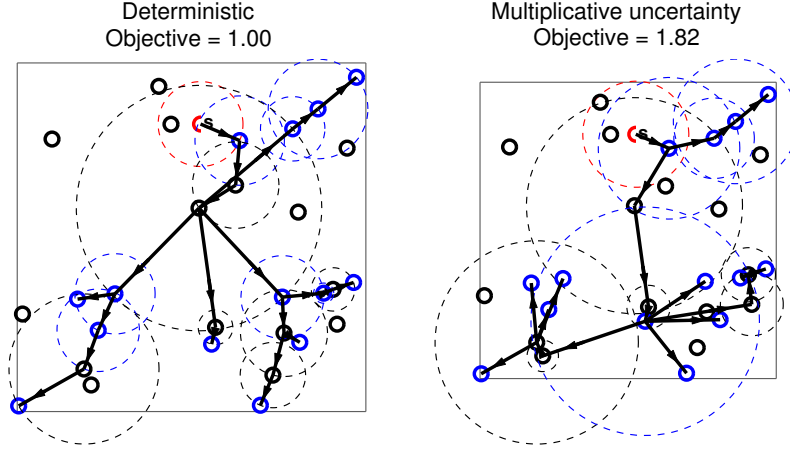 Deterministic
Objective = 1.00
s
Multiplicative uncertainty
Objective = 1.82
s